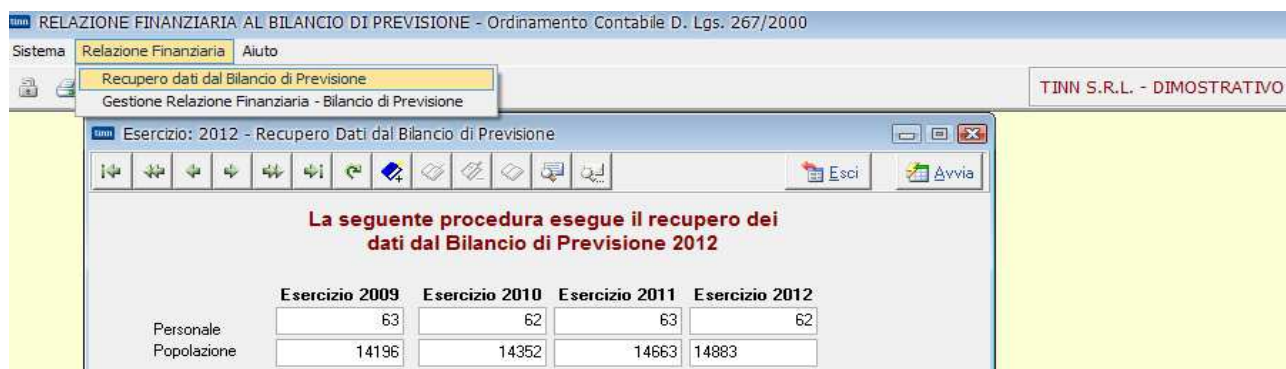 tinn RELAZIONE FINANZIARIA AL BILANCIO DI PREVISIONE - Ordinamento Contabile D. Lgs. 267/2000
Sistema Relazione Finanziaria Aiuto
Recupero dati dal Bilancio di Previsione
Gestione Relazione Finanziaria - Bilancio di Previsione
TINN S.R.L. - DIMOSTRATIVO
tinn Esercizio: 2012 - Recupero Dati dal Bilancio di Previsione
Esci Avvia
La seguente procedura esegue il recupero dei
dati dal Bilancio di Previsione 2012
Esercizio 2009 Esercizio 2010 Esercizio 2011 Esercizio 2012
Personale 63 62 63 62
Popolazione 14196 14352 14663 14883